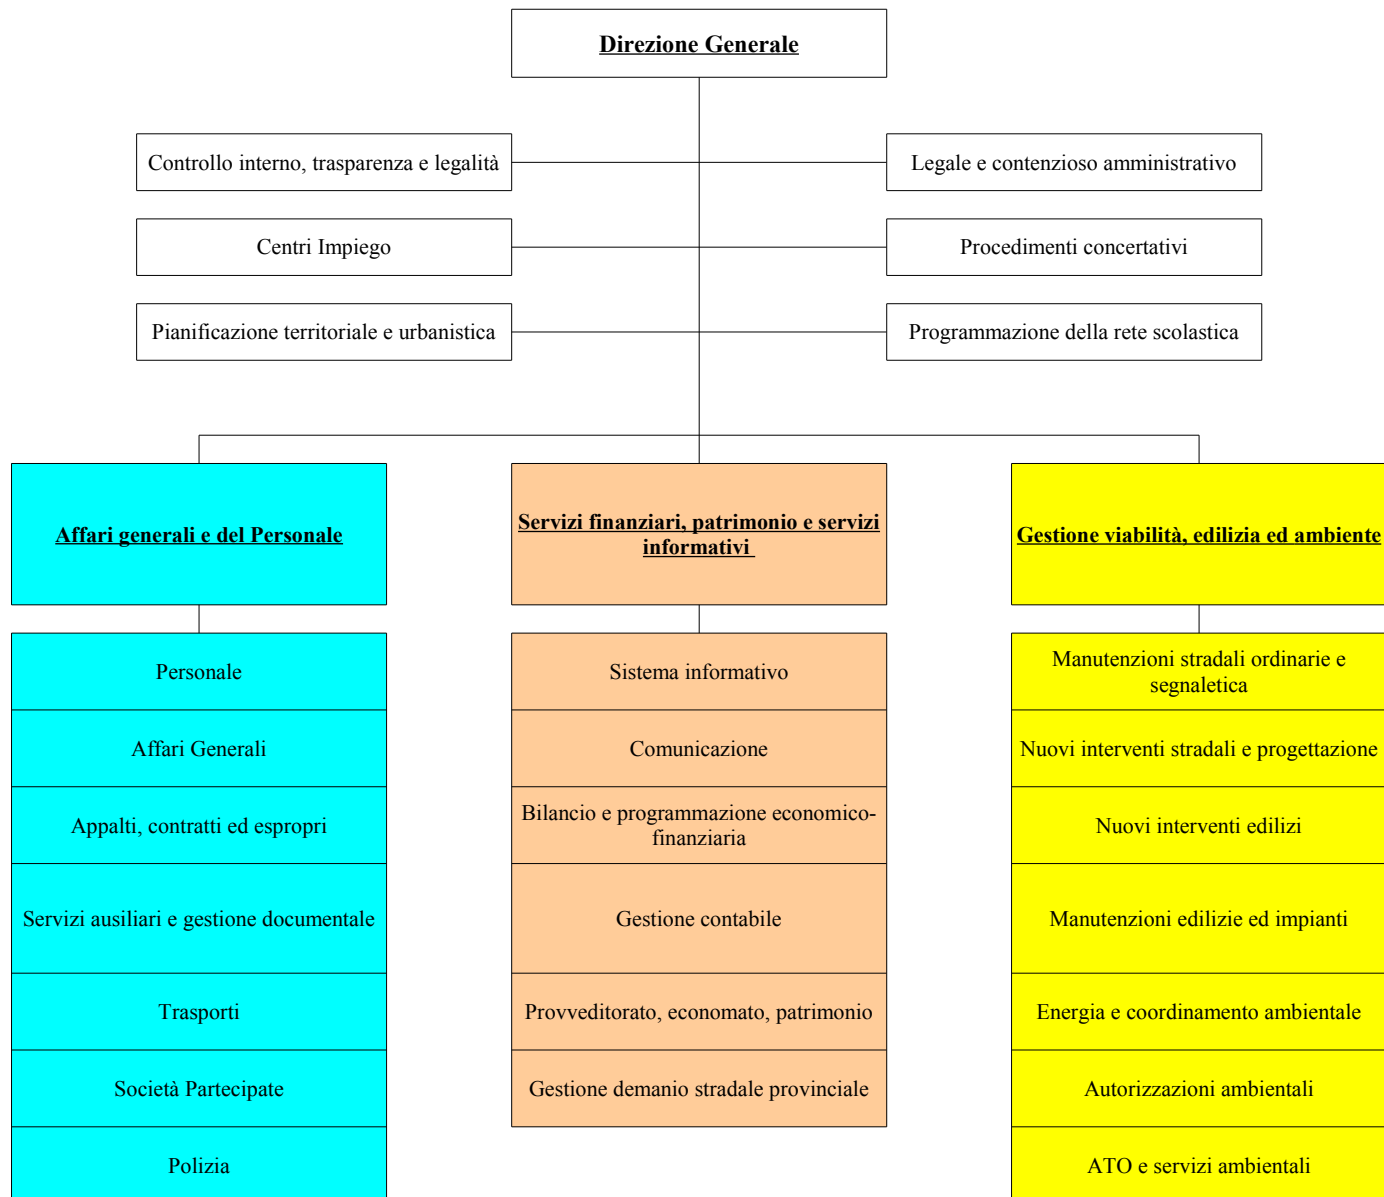 Direzione Generale
Controllo interno, trasparenza e legalità
Legale e contenzioso amministrativo
Centri Impiego
Procedimenti concertativi
Pianificazione territoriale e urbanistica
Programmazione della rete scolastica
Affari generali e del Personale
Servizi finanziari, patrimonio e servizi
informativi
Gestione viabilità, edilizia ed ambiente
Personale
Affari Generali
Appalti, contratti ed espropri
Servizi ausiliari e gestione documentale
Trasporti
Società Partecipate
Polizia
Sistema informativo
Comunicazione
Bilancio e programmazione economico-
finanziaria
Gestione contabile
Provveditorato, economato, patrimonio
Gestione demanio stradale provinciale
Manutenzioni stradali ordinarie e
segnaletica
Nuovi interventi stradali e progettazione
Nuovi interventi edilizi
Manutenzioni edilizie ed impianti
Energia e coordinamento ambientale
Autorizzazioni ambientali
ATO e servizi ambientali